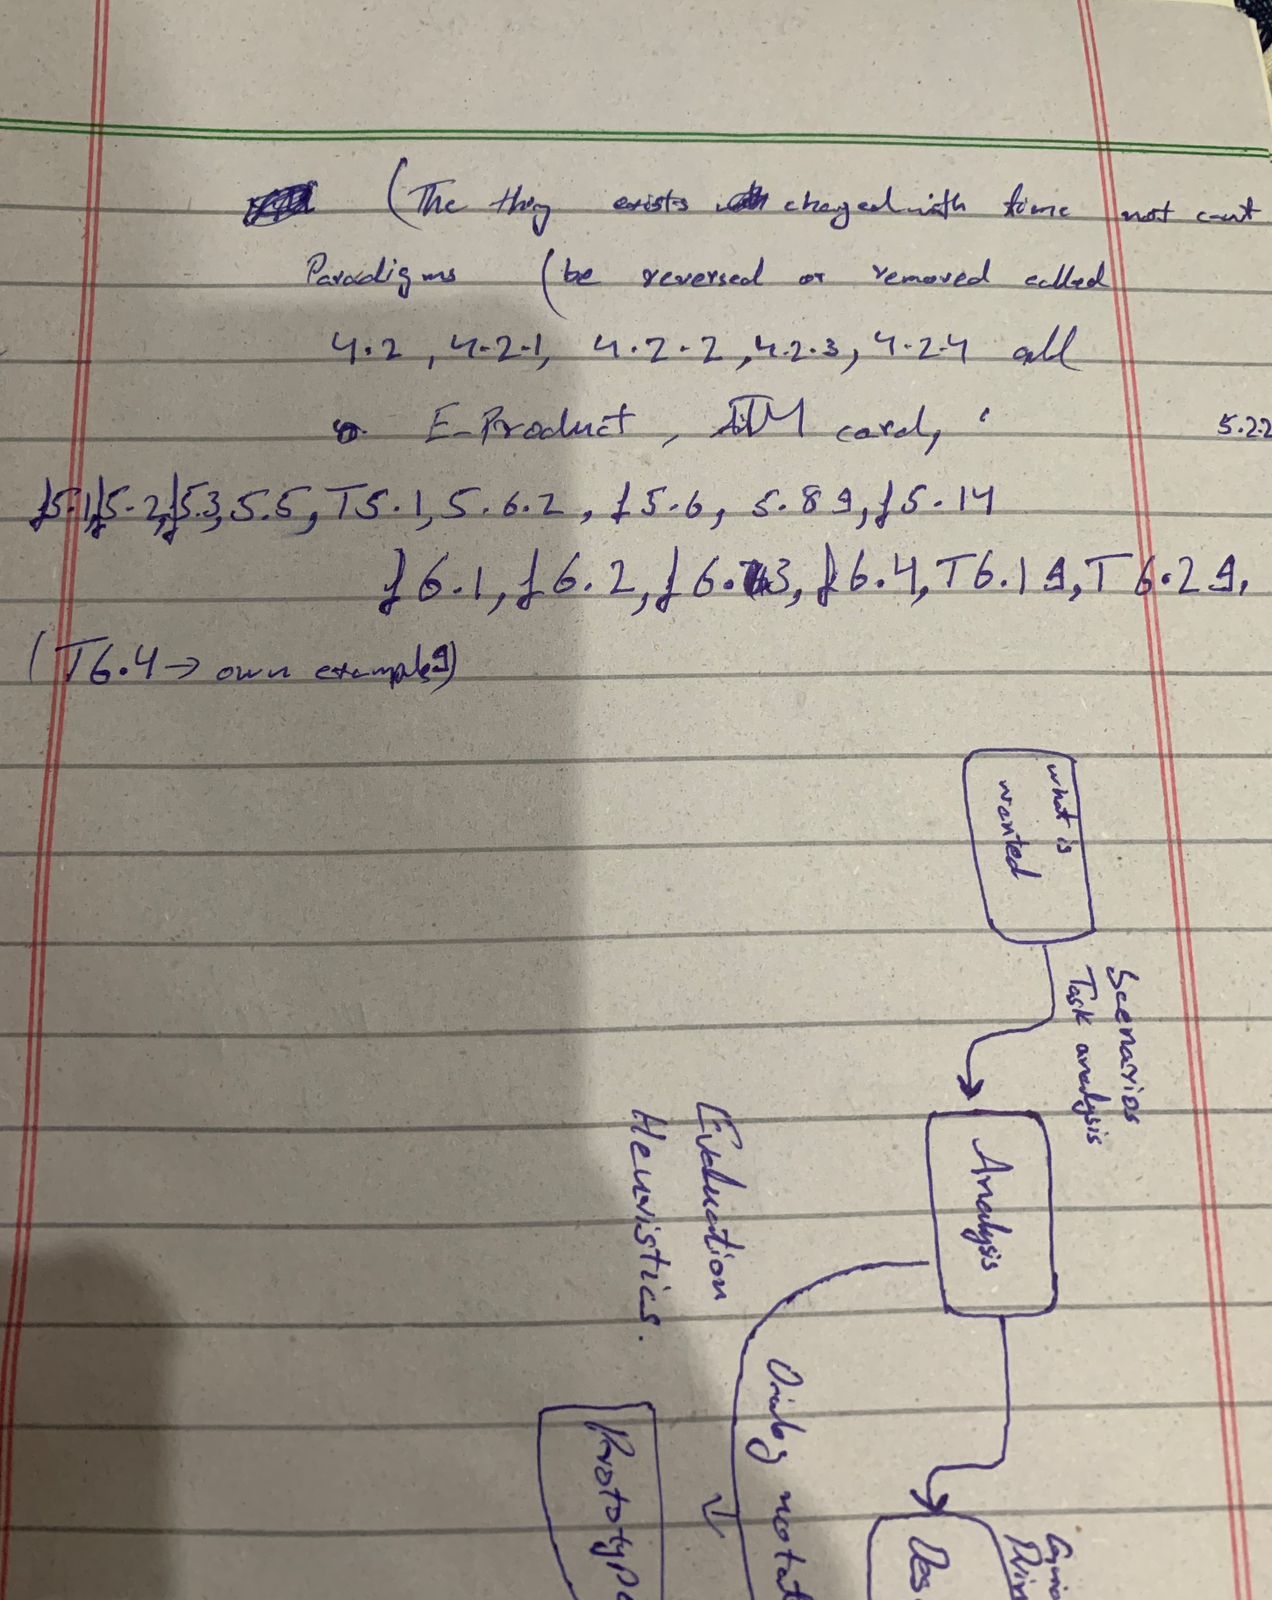 (The thing exists changed with time not cant
Paradigms (be reversed or removed called
4.2, 4.2.1, 4.2.2, 4.2.3, 4.2.4 all
E-Product, ATM card,
5.22
f5.1, f5.2, f5.3, 5.5, T5.1, 5.6.2, f5.6, 5.8 9, f5.14
f6.1, f6.2, f6.3, f6.4, T6.1 9, T6.2 9,
(T6.4 → own example 9)
what is
wanted
Scenarios
Task analysis
Analysis
Evaluation
Heuristics.
Dialog notat
Prototype
Des